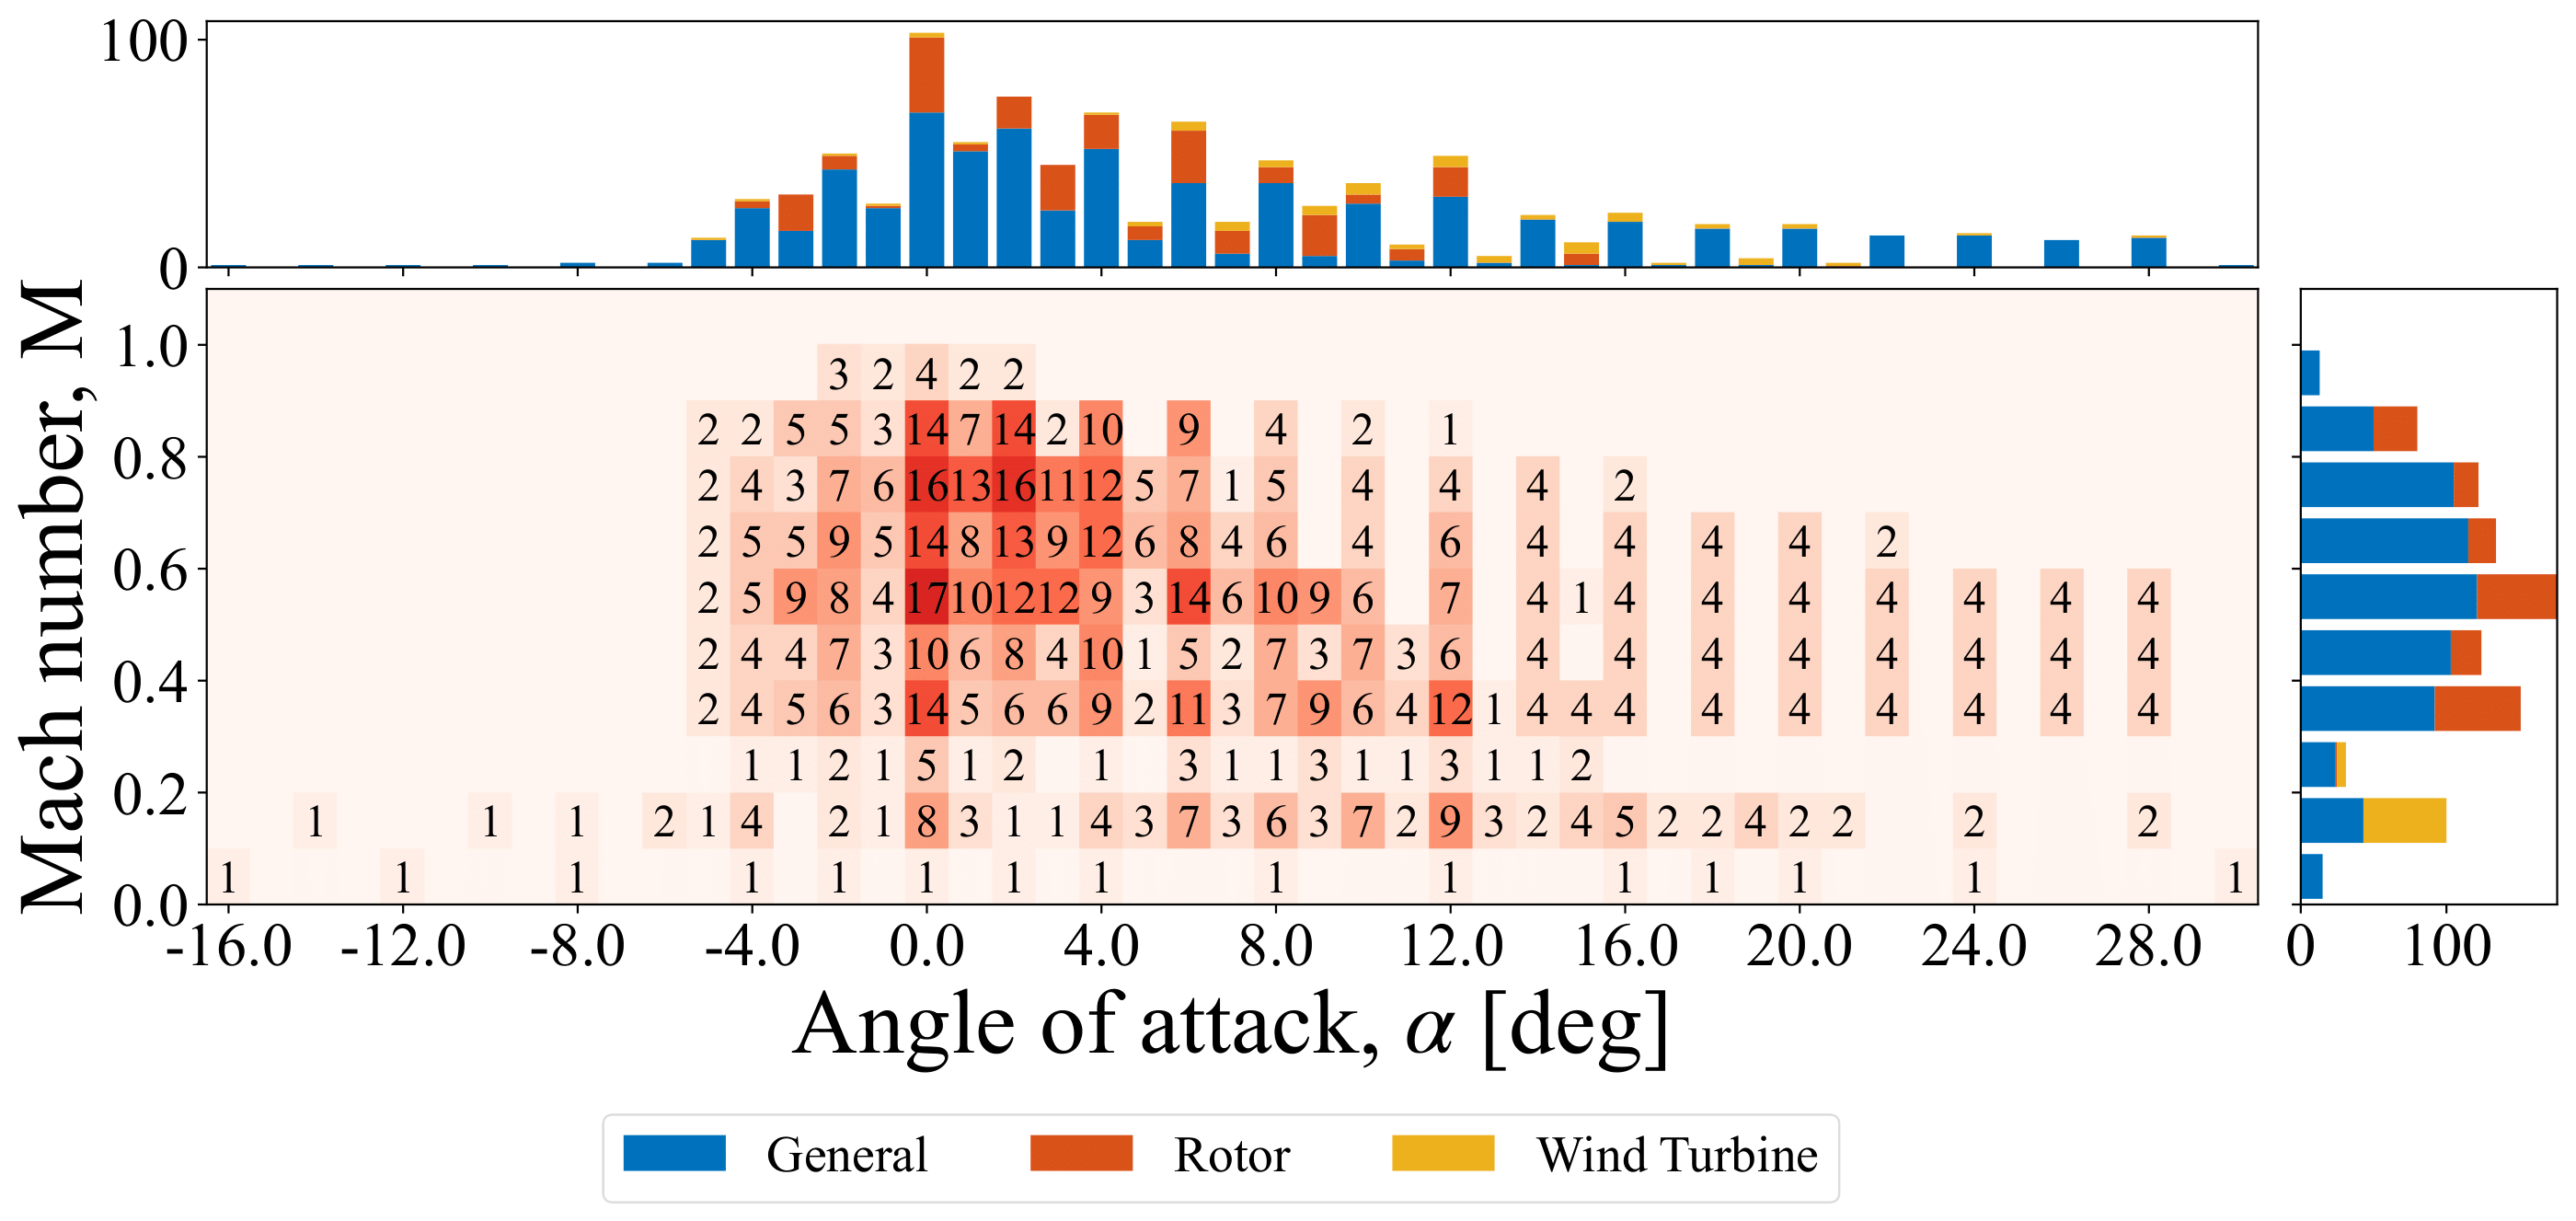 100
0
Mach number, M
1.0
3 2 4 2 2
2 2 5 5 3 14 7 14 2 10 9 4 2 1
0.8
2 4 3 7 6 16 13 16 11 12 5 7 1 5 4 4 4 2
2 5 5 9 5 14 8 13 9 12 6 8 4 6 4 6 4 4 4 4 2
0.6
2 5 9 8 4 17 10 12 12 9 3 14 6 10 9 6 7 4 1 4 4 4 4 4 4 4
2 4 4 7 3 10 6 8 4 10 1 5 2 7 3 7 3 6 4 4 4 4 4 4 4 4
0.4
2 4 5 6 3 14 5 6 6 9 2 11 3 7 9 6 4 12 1 4 4 4 4 4 4 4 4 4
1 1 2 1 5 1 2 1 3 1 1 3 1 1 3 1 1 2
0.2
1 1 1 2 1 4 2 1 8 3 1 1 4 3 7 3 6 3 7 2 9 3 2 4 5 2 2 4 2 2 2 2
1 1 1 1 1 1 1 1 1 1 1 1 1 1 1
0.0
-16.0 -12.0 -8.0 -4.0 0.0 4.0 8.0 12.0 16.0 20.0 24.0 28.0 0 100
Angle of attack, α [deg]
General Rotor Wind Turbine